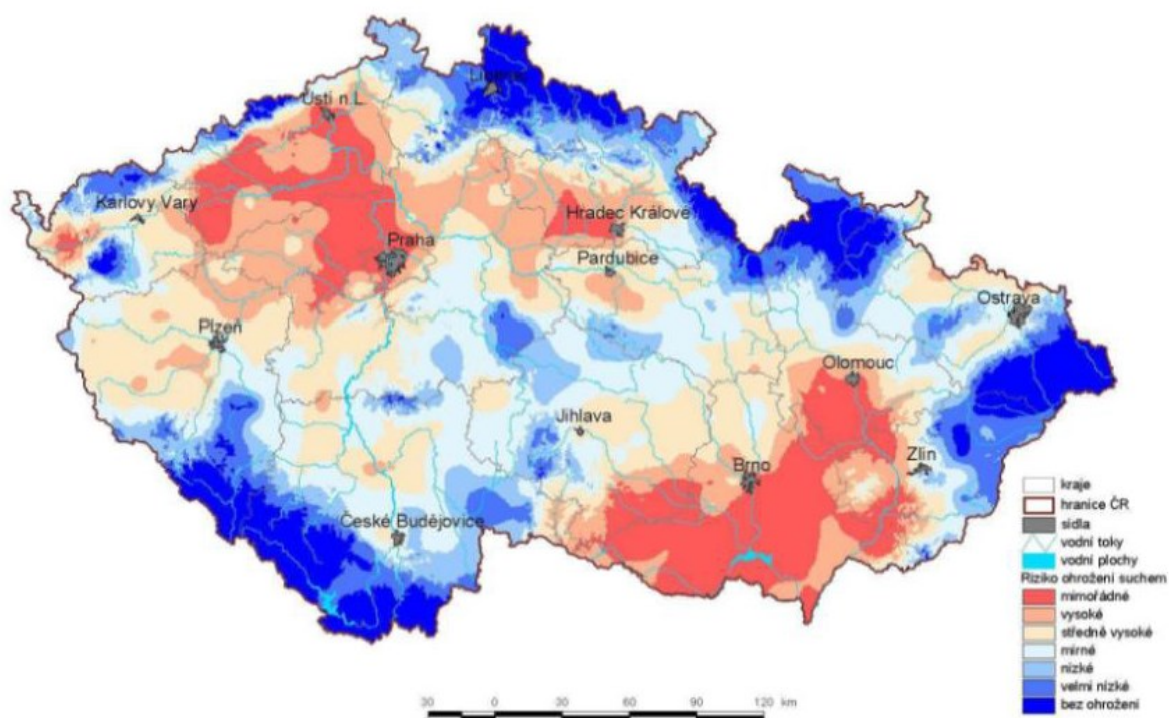 Liberec
Ústí n.L.
Karlovy Vary
Hradec Králové
Praha
Pardubice
Ostrava
Plzeň
Olomouc
Jihlava
Zlín
Brno
České Budějovice
kraje
hranice ČR
sídla
vodní toky
vodní plochy
Riziko ohrožení suchem
mimořádné
vysoké
středně vysoké
mírné
nízké
velmi nízké
bez ohrožení
30 0 30 60 90 120 km